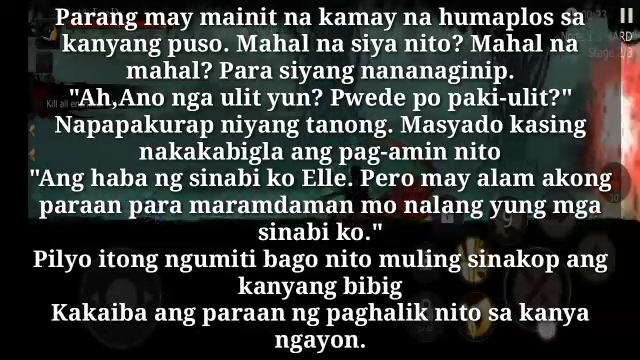 Parang may mainit na kamay na humaplos sa
kanyang puso. Mahal na siya nito? Mahal na
mahal? Para siyang nananaginip.
"Ah,Ano nga ulit yun? Pwede po paki-ulit?"
Napapakurap niyang tanong. Masyado kasing
nakakabigla ang pag-amin nito
"Ang haba ng sinabi ko Elle. Pero may alam akong
paraan para maramdaman mo nalang yung mga
sinabi ko."
Pilyo itong ngumiti bago nito muling sinakop ang
kanyang bibig
Kakaiba ang paraan ng paghalik nito sa kanya
ngayon.
Kill all